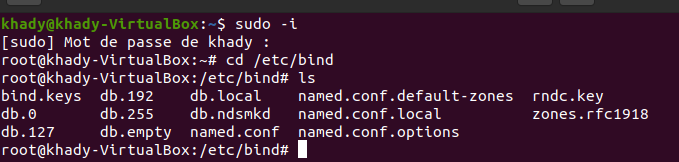 khady@khady-VirtualBox:~$ sudo -i
[sudo] Mot de passe de khady :
root@khady-VirtualBox:~# cd /etc/bind
root@khady-VirtualBox:/etc/bind# ls
bind.keys db.192 db.local named.conf.default-zones rndc.key
db.0 db.255 db.ndsmkd named.conf.local zones.rfc1918
db.127 db.empty named.conf named.conf.options
root@khady-VirtualBox:/etc/bind#